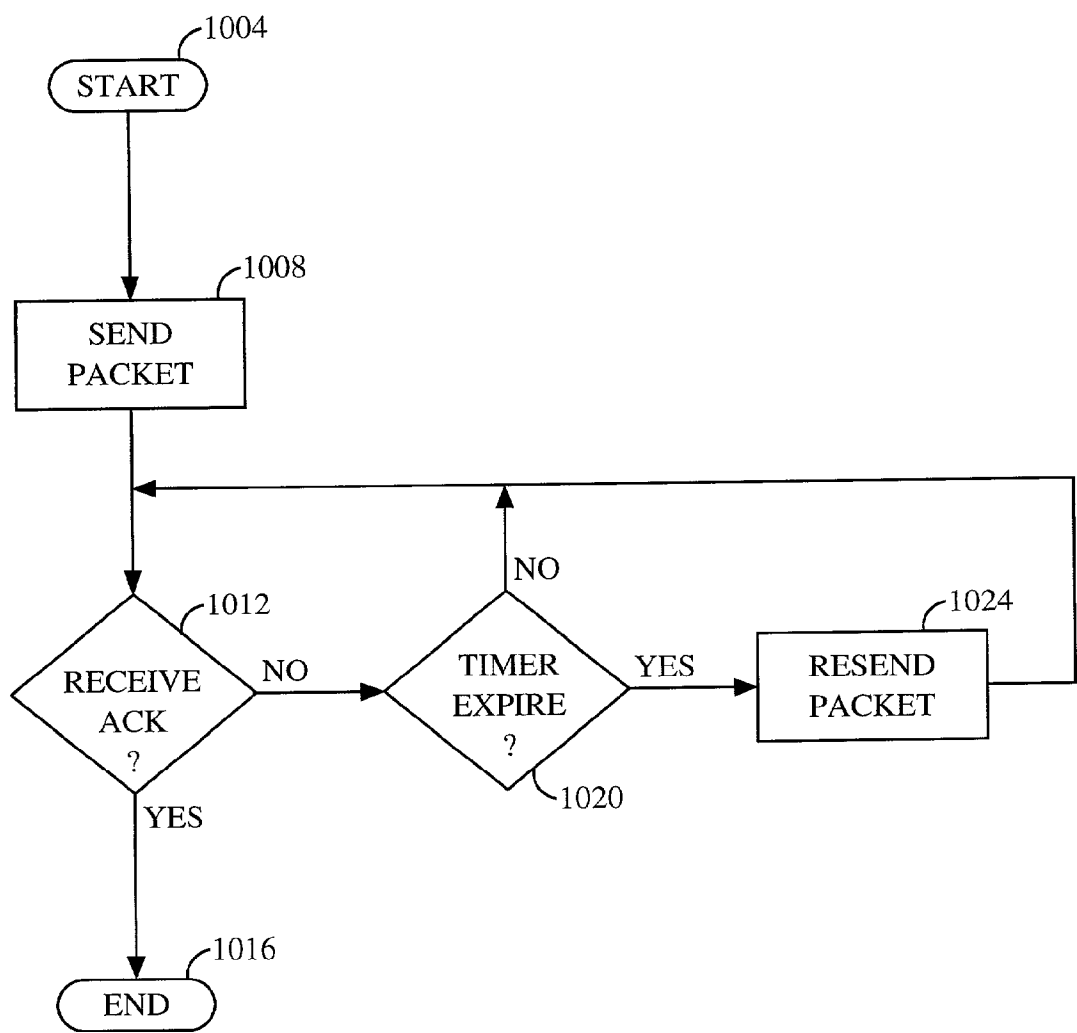 1004
START
1008
SEND
PACKET
NO
1012
RECEIVE
ACK
?
NO
TIMER
EXPIRE
?
YES
1024
RESEND
PACKET
1020
YES
1016
END